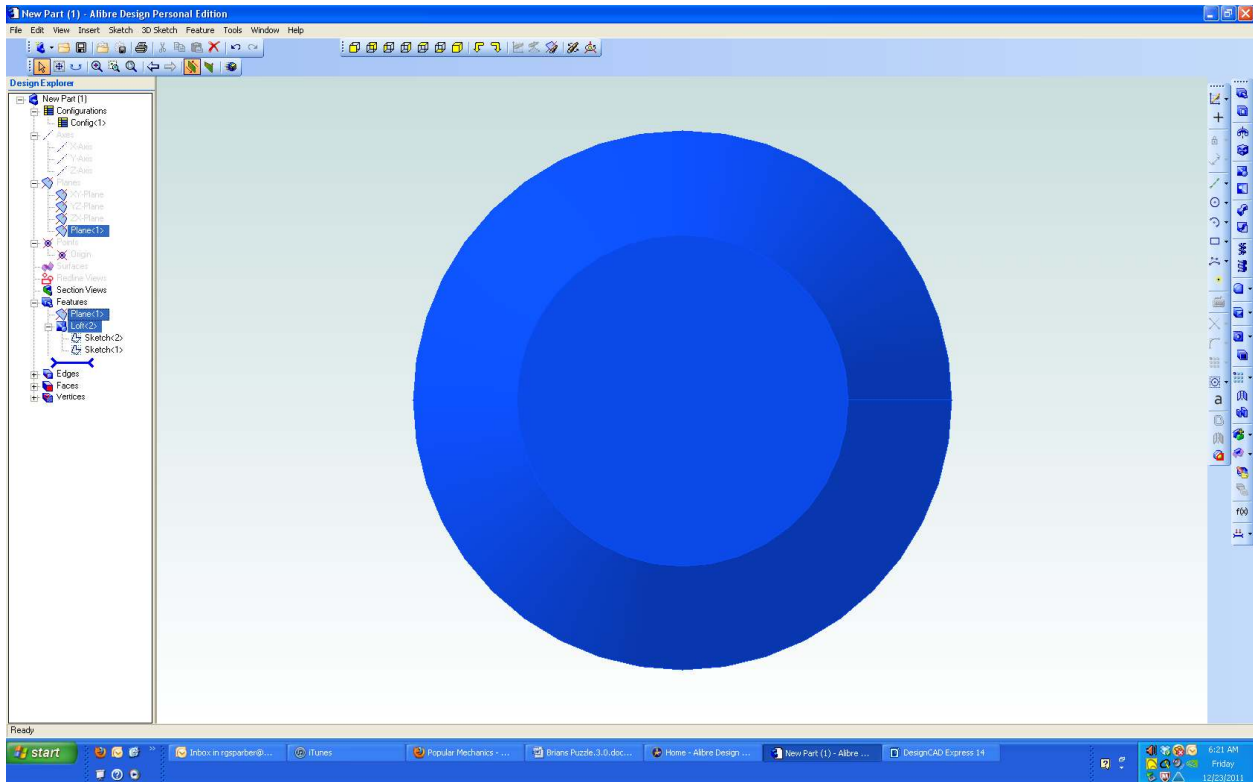 New Part (1) - Alibre Design Personal Edition
File Edit View Insert Sketch 3D Sketch Feature Tools Window Help
Design Explorer
New Part (1)
Configurations
Config<1>
Axes
X-Axis
Y-Axis
Z-Axis
Planes
XY-Plane
YZ-Plane
ZX-Plane
Plane<1>
Points
Origin
Surfaces
Redline Views
Section Views
Features
Plane<1>
Loft<2>
Sketch<2>
Sketch<1>
Edges
Faces
Vertices
a
f(x)
Ready
start
Inbox in rgsparber@...
iTunes
Popular Mechanics - ...
Brians Puzzle.3.0.doc...
Home - Alibre Design ...
New Part (1) - Alibre ...
DesignCAD Express 14
6:21 AM
Friday
12/23/2011